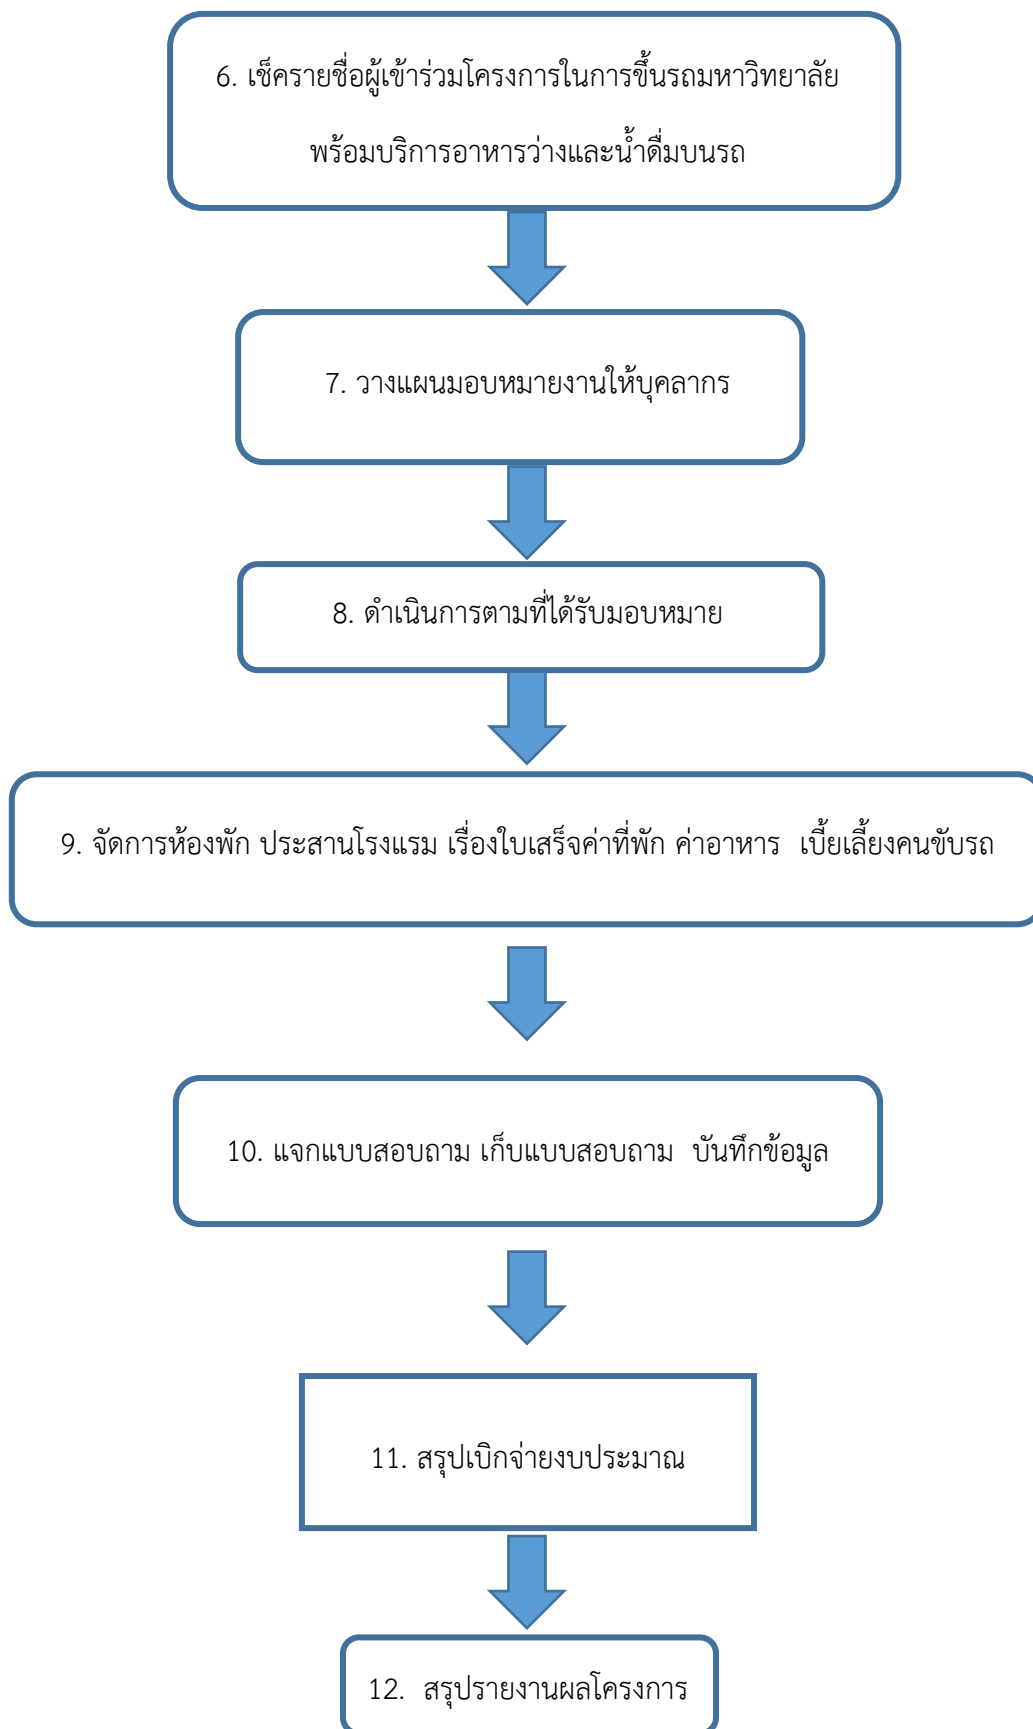 6. เช็ครายชื่อผู้เข้าร่วมโครงการในการขึ้นรถมหาวิทยาลัย
พร้อมบริการอาหารว่างและน้ำดื่มบนรถ
7. วางแผนมอบหมายงานให้บุคลากร
8. ดำเนินการตามที่ได้รับมอบหมาย
9. จัดการห้องพัก ประสานโรงแรม เรื่องใบเสร็จค่าที่พัก ค่าอาหาร  เบี้ยเลี้ยงคนขับรถ
10. แจกแบบสอบถาม เก็บแบบสอบถาม  บันทึกข้อมูล
11. สรุปเบิกจ่ายงบประมาณ
12.  สรุปรายงานผลโครงการ